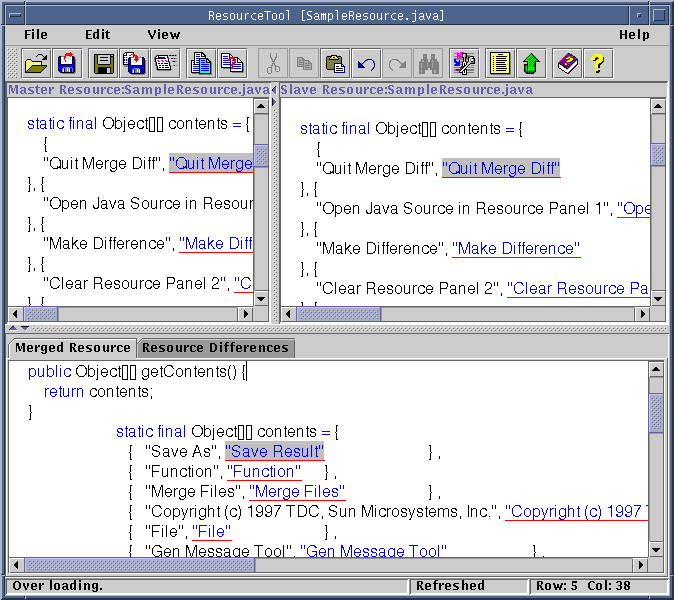 ResourceTool [SampleResource.java]
File Edit View Help
Master Resource:SampleResource.java
static final Object[][] contents = {
{
"Quit Merge Diff", "Quit Merge
}, {
"Open Java Source in Resour
}, {
"Make Difference", "Make Diff
}, {
"Clear Resource Panel 2", "C
}, {
Slave Resource:SampleResource.java
static final Object[][] contents = {
{
"Quit Merge Diff", "Quit Merge Diff"
}, {
"Open Java Source in Resource Panel 1", "Ope
}, {
"Make Difference", "Make Difference"
}, {
"Clear Resource Panel 2", "Clear Resource Pa
}, {
Merged Resource Resource Differences
public Object[][] getContents() {
return contents;
}
static final Object[][] contents = {
{ "Save As", "Save Result" } ,
{ "Function", "Function" } ,
{ "Merge Files", "Merge Files" } ,
{ "Copyright (c) 1997 TDC, Sun Microsystems, Inc.", "Copyright (c) 1997 T
{ "File", "File" } ,
{ "Gen Message Tool", "Gen Message Tool" } ,
Over loading. Refreshed Row: 5 Col: 38